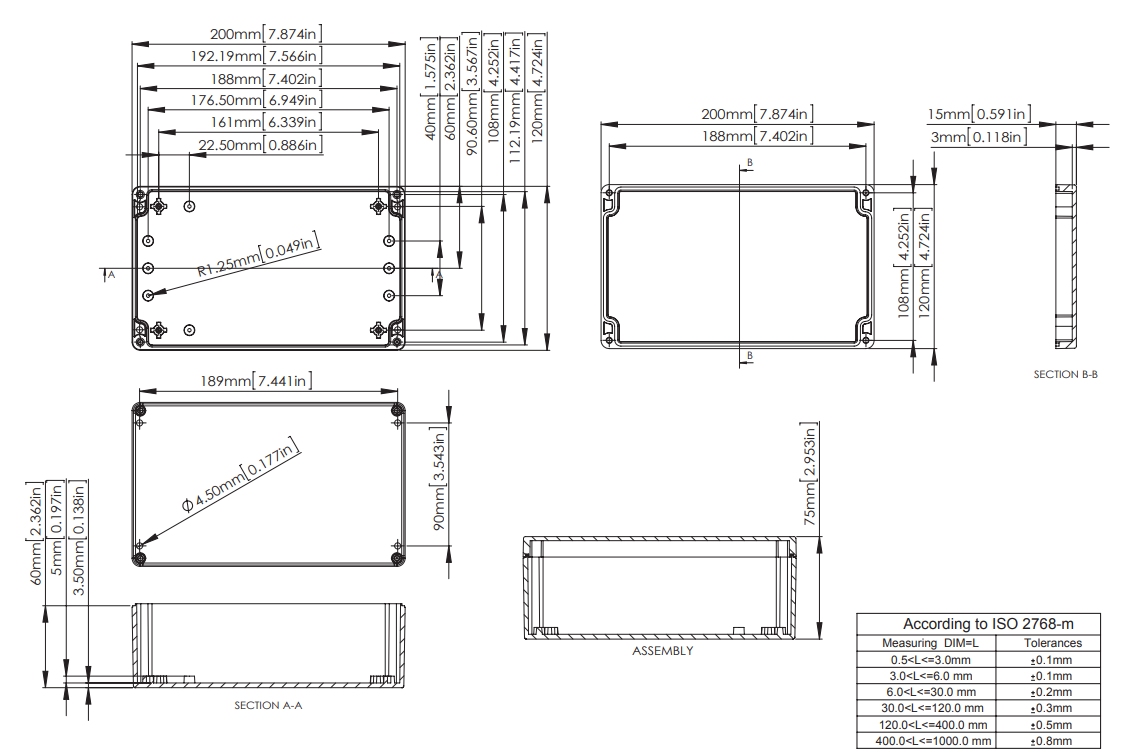 200mm[7.874in]
192.19mm[7.566in]
188mm[7.402in]
176.50mm[6.949in]
161mm[6.339in]
22.50mm[0.886in]
40mm[1.575in]
60mm[2.362in]
90.60mm[3.567in]
108mm[4.252in]
112.19mm[4.417in]
120mm[4.724in]
R1.25mm[0.049in]
A
A
200mm[7.874in]
188mm[7.402in]
B
B
108mm[4.252in]
120mm[4.724in]
15mm[0.591in]
3mm[0.118in]
SECTION B-B
189mm[7.441in]
Φ4.50mm[0.177in]
90mm[3.543in]
60mm[2.362in]
5mm[0.197in]
3.50mm[0.138in]
SECTION A-A
75mm[2.953in]
ASSEMBLY
According to ISO 2768-m
Measuring DIM=L Tolerances
0.5<L<=3.0mm ±0.1mm
3.0<L<=6.0 mm ±0.1mm
6.0<L<=30.0 mm ±0.2mm
30.0<L<=120.0 mm ±0.3mm
120.0<L<=400.0 mm ±0.5mm
400.0<L<=1000.0 mm ±0.8mm